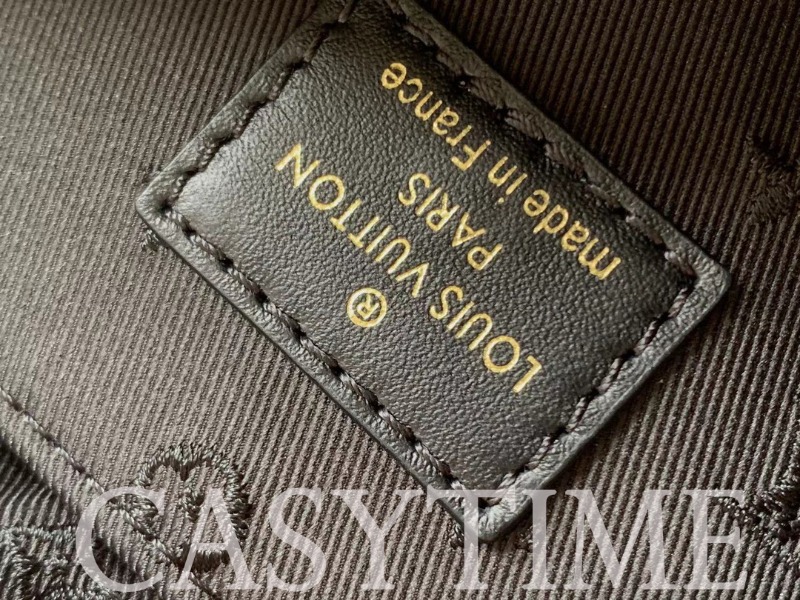 ®
LOUIS VUITTON
PARIS
made in France
CASYTIME